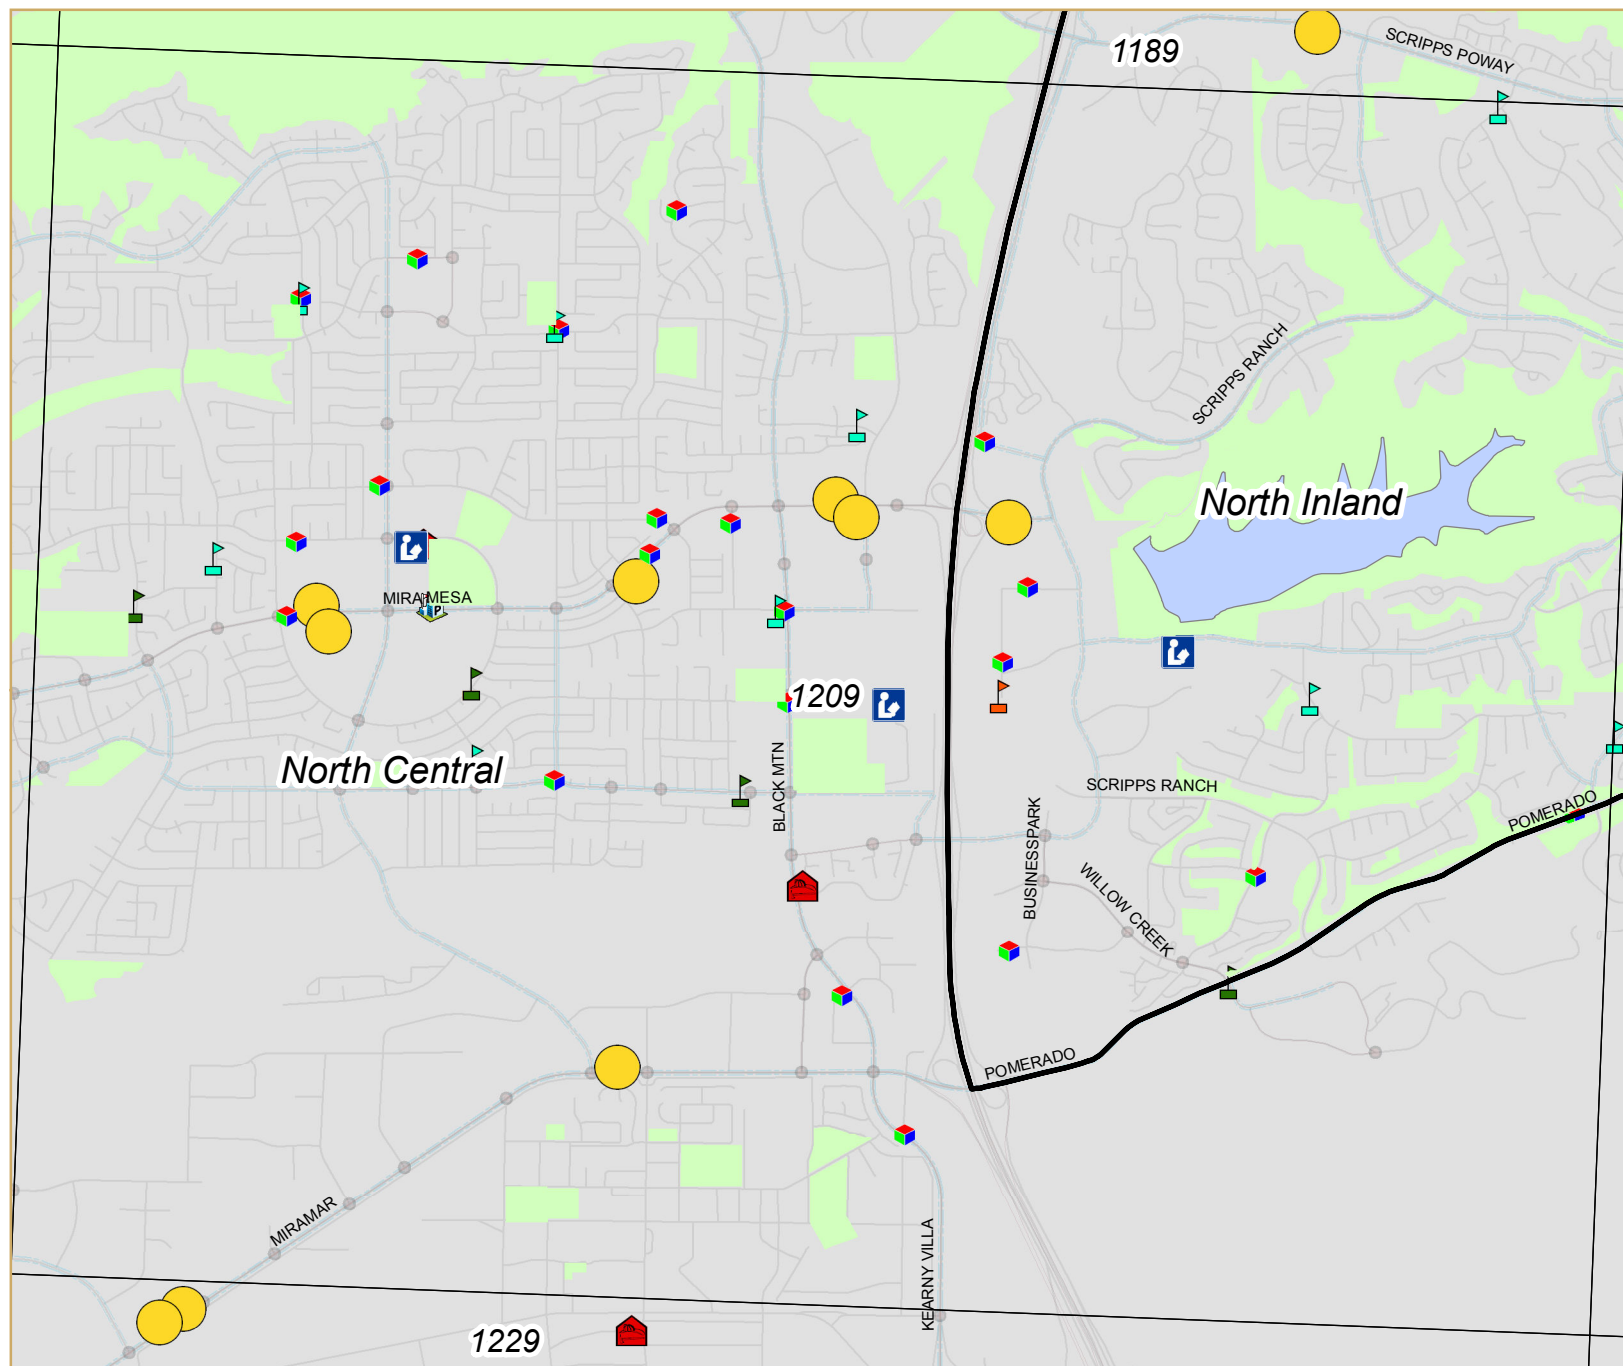 1189
SCRIPPS POWAY
SCRIPPS RANCH
North Inland
MIRA MESA
P
1209
North Central
BLACK MTN
SCRIPPS RANCH
POMERADO
BUSINESSPARK
WILLOW CREEK
POMERADO
MIRAMAR
KEARNY VILLA
1229